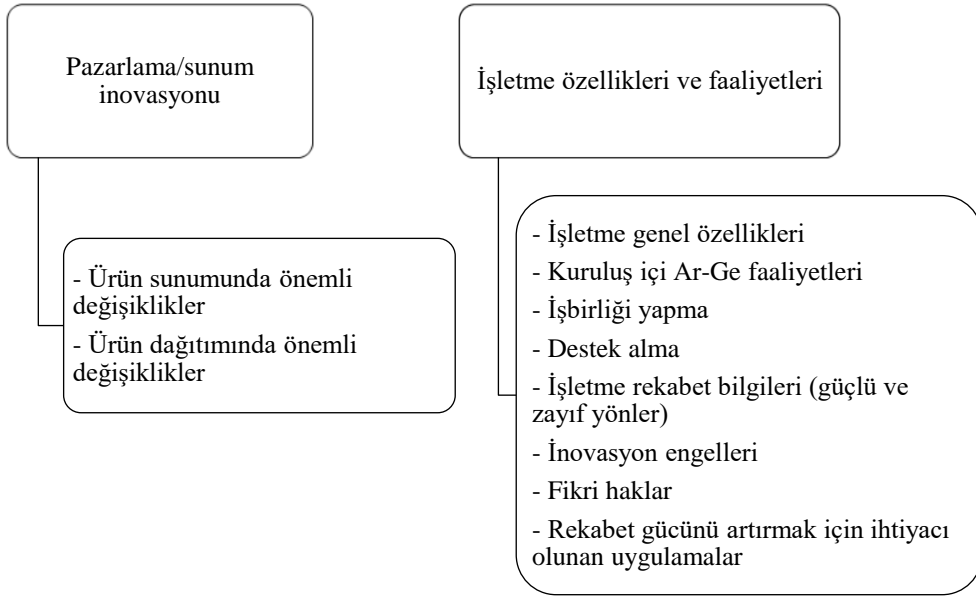 Pazarlama/sunum
inovasyonu
- Ürün sunumunda önemli
değişiklikler
- Ürün dağıtımında önemli
değişiklikler
İşletme özellikleri ve faaliyetleri
- İşletme genel özellikleri
- Kuruluş içi Ar-Ge faaliyetleri
- İşbirliği yapma
- Destek alma
- İşletme rekabet bilgileri (güçlü ve
zayıf yönler)
- İnovasyon engelleri
- Fikri haklar
- Rekabet gücünü artırmak için ihtiyacı
olunan uygulamalar